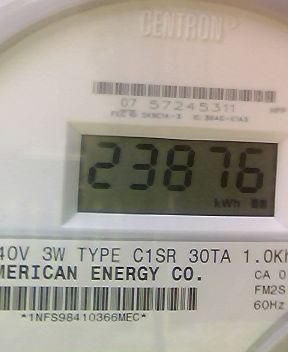 CENTRON
07 57245311
23876
kWh
40V 3W TYPE C1SR 30TA 1.0Kh
MERICAN ENERGY CO.
CA 0
FM2S
60Hz
*1NFS98410366MEC*